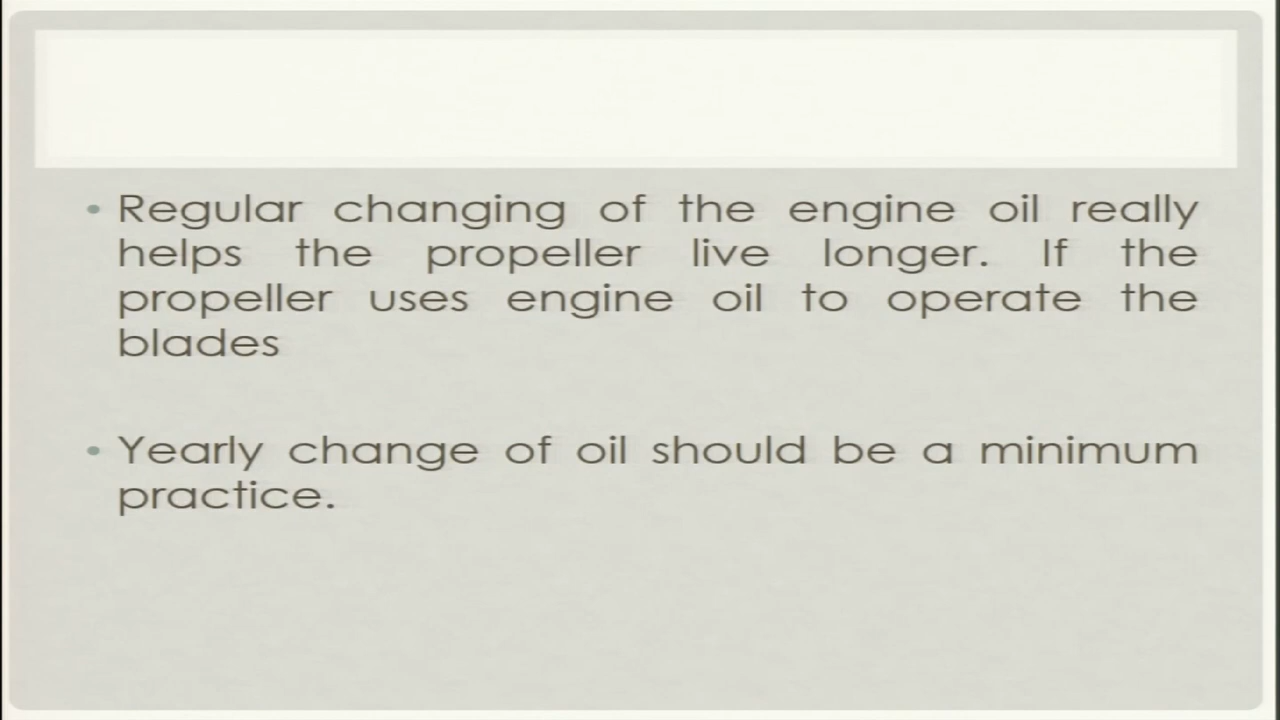 • Regular changing of the engine oil really
helps the propeller live longer. If the
propeller uses engine oil to operate the
blades
• Yearly change of oil should be a minimum
practice.